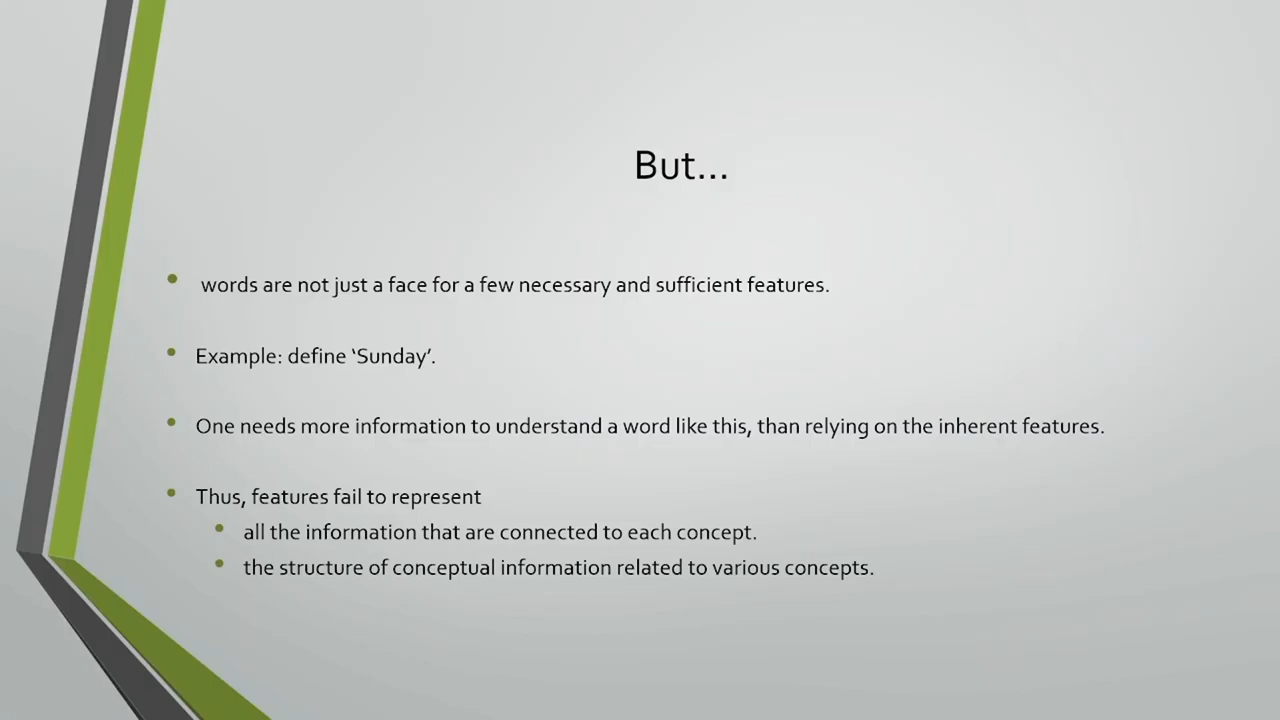 But...
words are not just a face for a few necessary and sufficient features.
Example: define ‘Sunday’.
One needs more information to understand a word like this, than relying on the inherent features.
Thus, features fail to represent
all the information that are connected to each concept.
the structure of conceptual information related to various concepts.